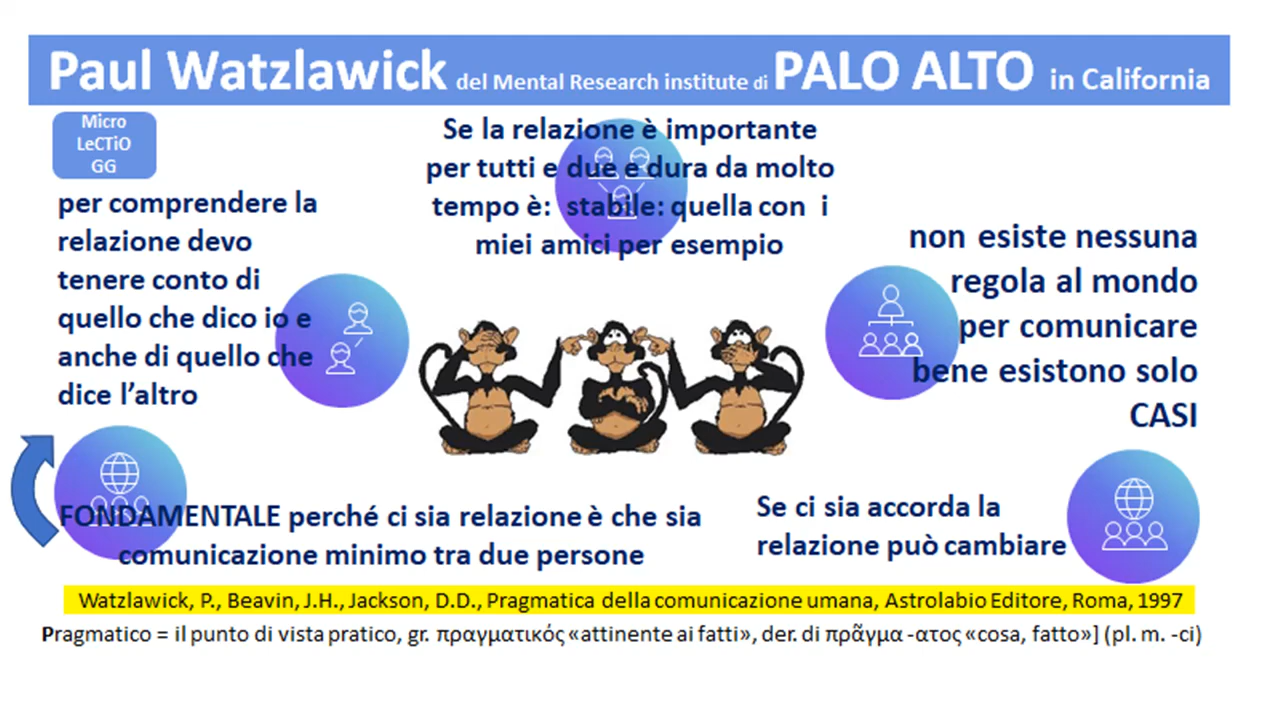 Paul Watzlawick del Mental Research institute di PALO ALTO in California
Micro
LeCTiO
GG
per comprendere la
relazione devo
tenere conto di
quello che dico io e
anche di quello che
dice l’altro
Se la relazione è importante
per tutti e due e dura da molto
tempo è: stabile: quella con i
miei amici per esempio
non esiste nessuna
regola al mondo
per comunicare
bene esistono solo
CASI
FONDAMENTALE perché ci sia relazione è che sia
comunicazione minimo tra due persone
Se ci sia accorda la
relazione può cambiare
Watzlawick, P., Beavin, J.H., Jackson, D.D., Pragmatica della comunicazione umana, Astrolabio Editore, Roma, 1997
Pragmatico = il punto di vista pratico, gr. πραγματικός «attinente ai fatti», der. di πρᾶγμα -ατος «cosa, fatto»] (pl. m. -ci)